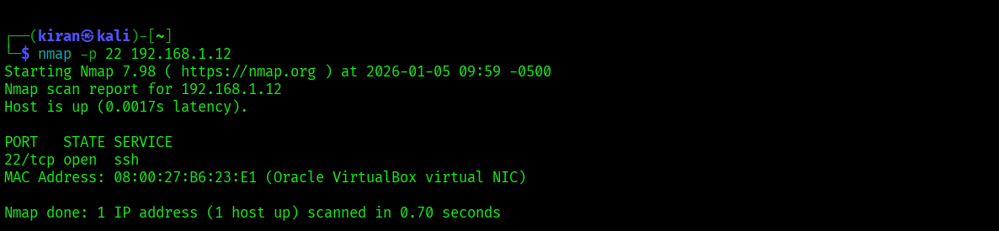 ┌──(kiran㉿kali)-[~]
└─$ nmap -p 22 192.168.1.12
Starting Nmap 7.98 ( https://nmap.org ) at 2026-01-05 09:59 -0500
Nmap scan report for 192.168.1.12
Host is up (0.0017s latency).
PORT   STATE SERVICE
22/tcp open  ssh
MAC Address: 08:00:27:B6:23:E1 (Oracle VirtualBox virtual NIC)
Nmap done: 1 IP address (1 host up) scanned in 0.70 seconds